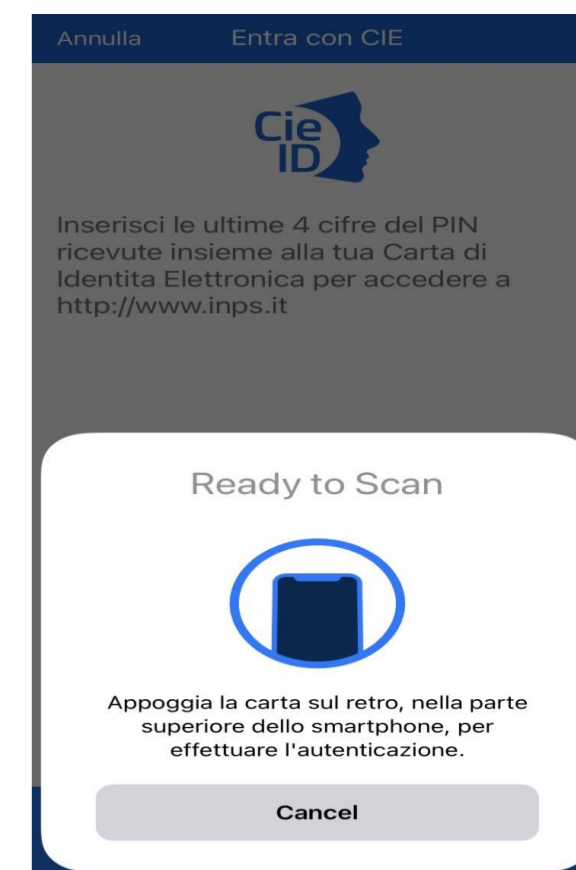 Annulla Entra con CIE
Cie
ID
Inserisci le ultime 4 cifre del PIN
ricevute insieme alla tua Carta di
Identita Elettronica per accedere a
http://www.inps.it
Ready to Scan
Appoggia la carta sul retro, nella parte
superiore dello smartphone, per
effettuare l'autenticazione.
Cancel